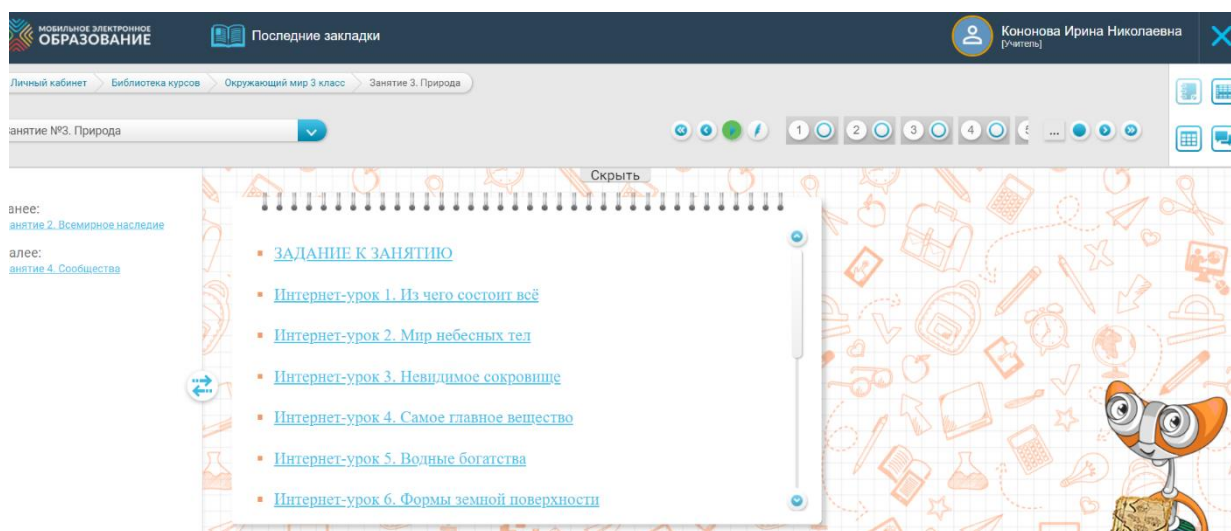 МОБИЛЬНОЕ ЭЛЕКТРОННОЕ
ОБРАЗОВАНИЕ
Последние закладки
Кононова Ирина Николаевна
[Учитель]
Личный кабинет
Библиотека курсов
Окружающий мир 3 класс
Занятие 3. Природа
анятие №3. Природа
1
2
3
4
...
Скрыть
анее:
анятие 2. Всемирное наследие
алее:
анятие 4. Сообщества
ЗАДАНИЕ К ЗАНЯТИЮ
Интернет-урок 1. Из чего состоит всё
Интернет-урок 2. Мир небесных тел
Интернет-урок 3. Невидимое сокровище
Интернет-урок 4. Самое главное вещество
Интернет-урок 5. Водные богатства
Интернет-урок 6. Формы земной поверхности